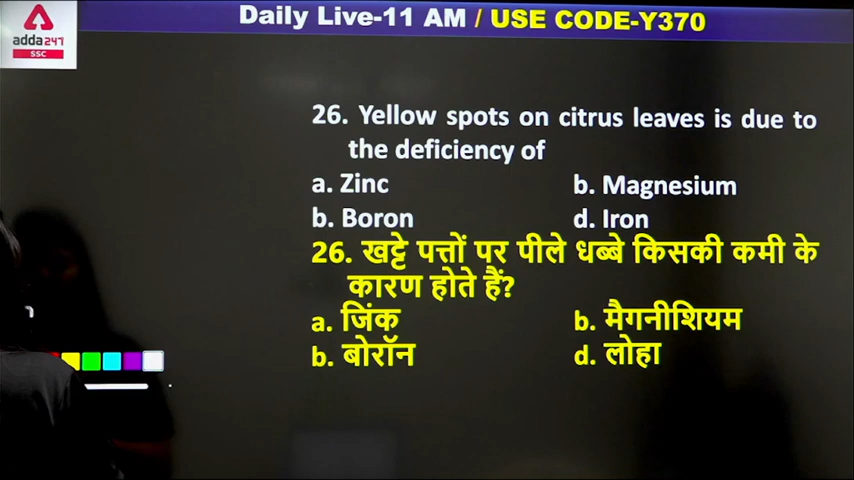 Daily Live-11 AM / USE CODE-Y370
adda247
SSC
26. Yellow spots on citrus leaves is due to
the deficiency of
a. Zinc b. Magnesium
b. Boron d. Iron
26. खट्टे पत्तों पर पीले धब्बे किसकी कमी के
कारण होते हैं?
a. जिंक b. मैगनीशियम
b. बोरॉन d. लोहा